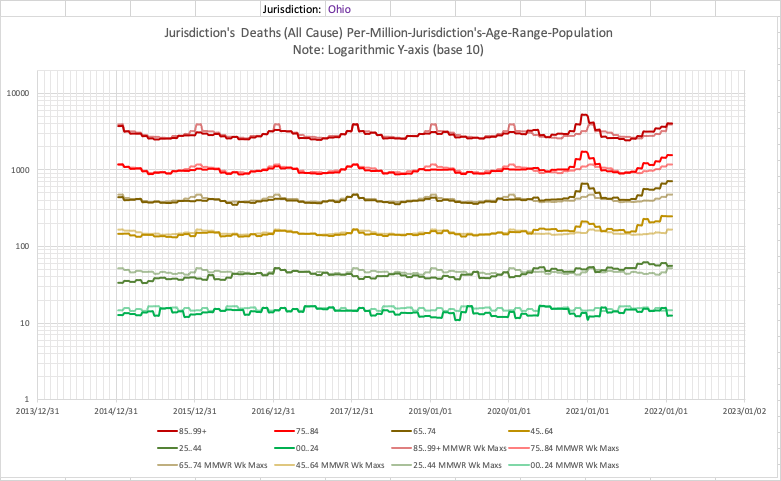 Jurisdiction: Ohio
Jurisdiction's Deaths (All Cause) Per-Million-Jurisdiction's-Age-Range-Population
Note: Logarithmic Y-axis (base 10)
10000
1000
100
10
1
2013/12/31 2014/12/31 2015/12/31 2016/12/31 2017/12/31 2019/01/01 2020/01/01 2021/01/01 2022/01/01 2023/01/02
85..99+ 75..84 65..74 45..64
25..44 00..24 85..99+ MMWR Wk Maxs 75..84 MMWR Wk Maxs
65..74 MMWR Wk Maxs 45..64 MMWR Wk Maxs 25..44 MMWR Wk Maxs 00..24 MMWR Wk Maxs